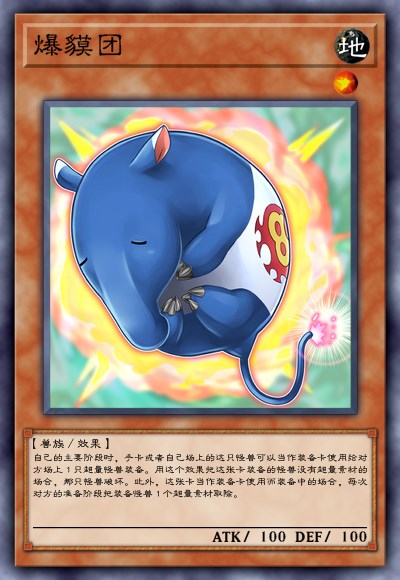 爆貘团
地
8
【兽族／效果】
自己的主要阶段时，手卡或者自己场上的这只怪兽可以当作装备卡使用给对
方场上1只超量怪兽装备。用这个效果把这张卡装备的怪兽没有超量素材的
场合，那只怪兽破坏。此外，这张卡当作装备卡使用而装备中的场合，每次
对方的准备阶段把装备怪兽1个超量素材取除。
ATK/ 100 DEF/ 100